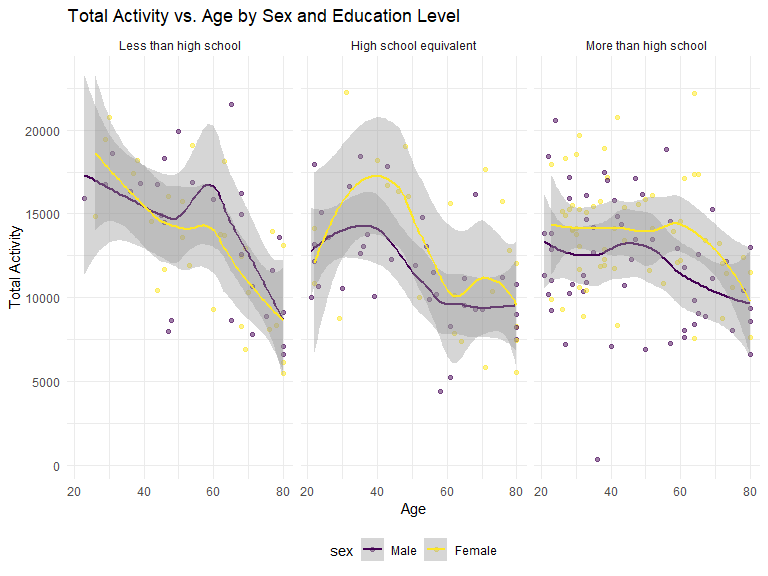 Total Activity vs. Age by Sex and Education Level
Less than high school
High school equivalent
More than high school
Total Activity
20000
15000
10000
5000
0
20 40 60 80
20 40 60 80
20 40 60 80
Age
sex Male Female